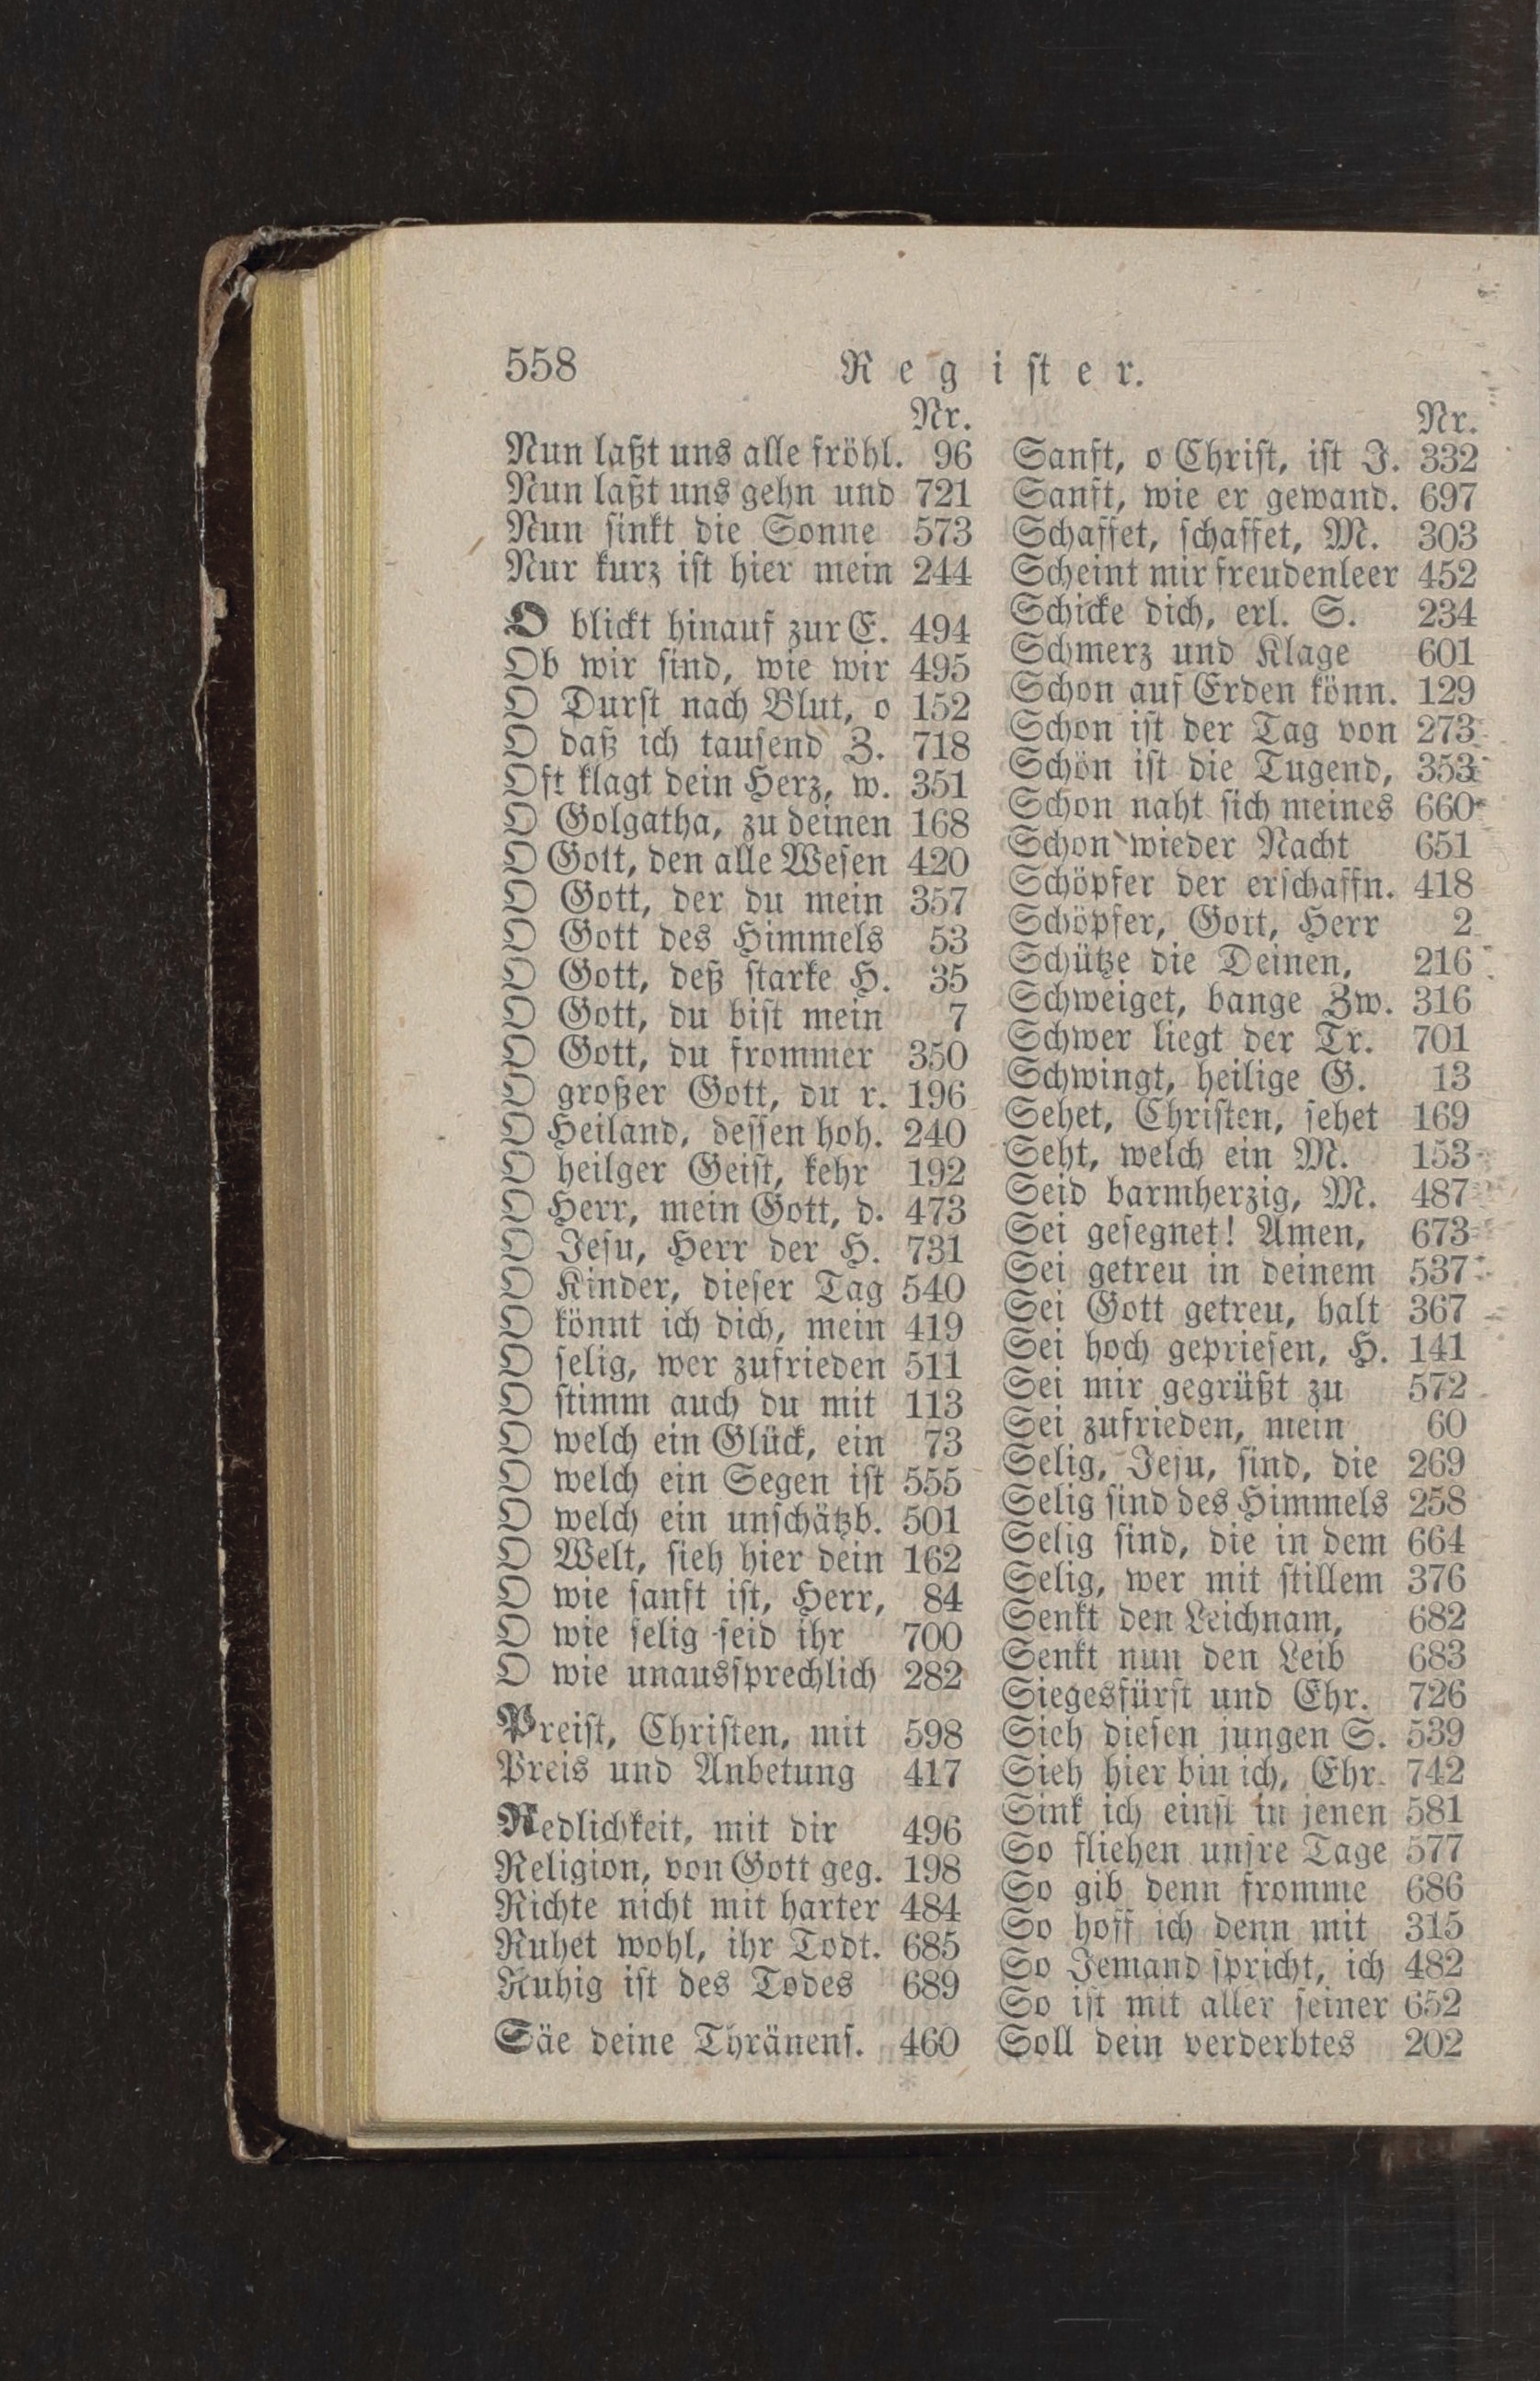 558 Register.
Nr.
Nun laßt uns alle fröhl. 96
Nun laßt uns gehn und 721
Nun sinkt die Sonne 573
Nur kurz ist hier mein 244
O blickt hinauf zur E. 494
Ob wir sind, wie wir 495
O Durst nach Blut, o 152
O daß ich tausend Z. 718
Oft klagt dein Herz, w. 351
O Golgatha, zu deinen 168
O Gott, den alle Wesen 420
O Gott, der du mein 357
O Gott des Himmels 53
O Gott, deß starke H. 35
O Gott, du bist mein 7
O Gott, du frommer 350
O großer Gott, du r. 196
O Heiland, dessen hoh. 240
O heilger Geist, kehr 192
O Herr, mein Gott, d. 473
O Jesu, Herr der H. 731
O Kinder, dieser Tag 540
O könnt ich dich, mein 419
O selig, wer zufrieden 511
O stimm auch du mit 113
O welch ein Glück, ein 73
O welch ein Segen ist 555
O welch ein unschätzb. 501
O Welt, sieh hier dein 162
O wie sanft ist, Herr, 84
O wie selig seid ihr 700
O wie unaussprechlich 282
Preist, Christen, mit 598
Preis und Anbetung 417
Redlichkeit, mit dir 496
Religion, von Gott geg. 198
Richte nicht mit harter 484
Ruhet wohl, ihr Todt. 685
Ruhig ist des Todes 689
Säe deine Thränens. 460
Nr.
Sanft, o Christ, ist J. 332
Sanft, wie er gewand. 697
Schaffet, schaffet, M. 303
Scheint mir freudenleer 452
Schicke dich, erl. S. 234
Schmerz und Klage 601
Schon auf Erden könn. 129
Schon ist der Tag von 273
Schön ist die Tugend, 353
Schon naht sich meines 660
Schon wieder Nacht 651
Schöpfer der erschaffn. 418
Schöpfer, Gott, Herr 2
Schütze die Deinen, 216
Schweiget, bange Zw. 316
Schwer liegt der Tr. 701
Schwingt, heilige G. 13
Sehet, Christen, sehet 169
Seht, welch ein M. 153
Seid barmherzig, M. 487
Sei gesegnet! Amen, 673
Sei getreu in deinem 537
Sei Gott getreu, halt 367
Sei hoch gepriesen, H. 141
Sei mir gegrüßt zu 572
Sei zufrieden, mein 60
Selig, Jesu, sind, die 269
Selig sind des Himmels 258
Selig sind, die in dem 664
Selig, wer mit stillem 376
Senkt den Leichnam, 682
Senkt nun den Leib 683
Siegesfürst und Ehr. 726
Sieh diesen jungen S. 539
Sieh hier bin ich, Ehr. 742
Sink ich einst in jenen 581
So fliehen unsre Tage 577
So gib denn fromme 686
So hoff ich denn mit 315
So Jemand spricht, ich 482
So ist mit aller seiner 652
Soll dein verderbtes 202